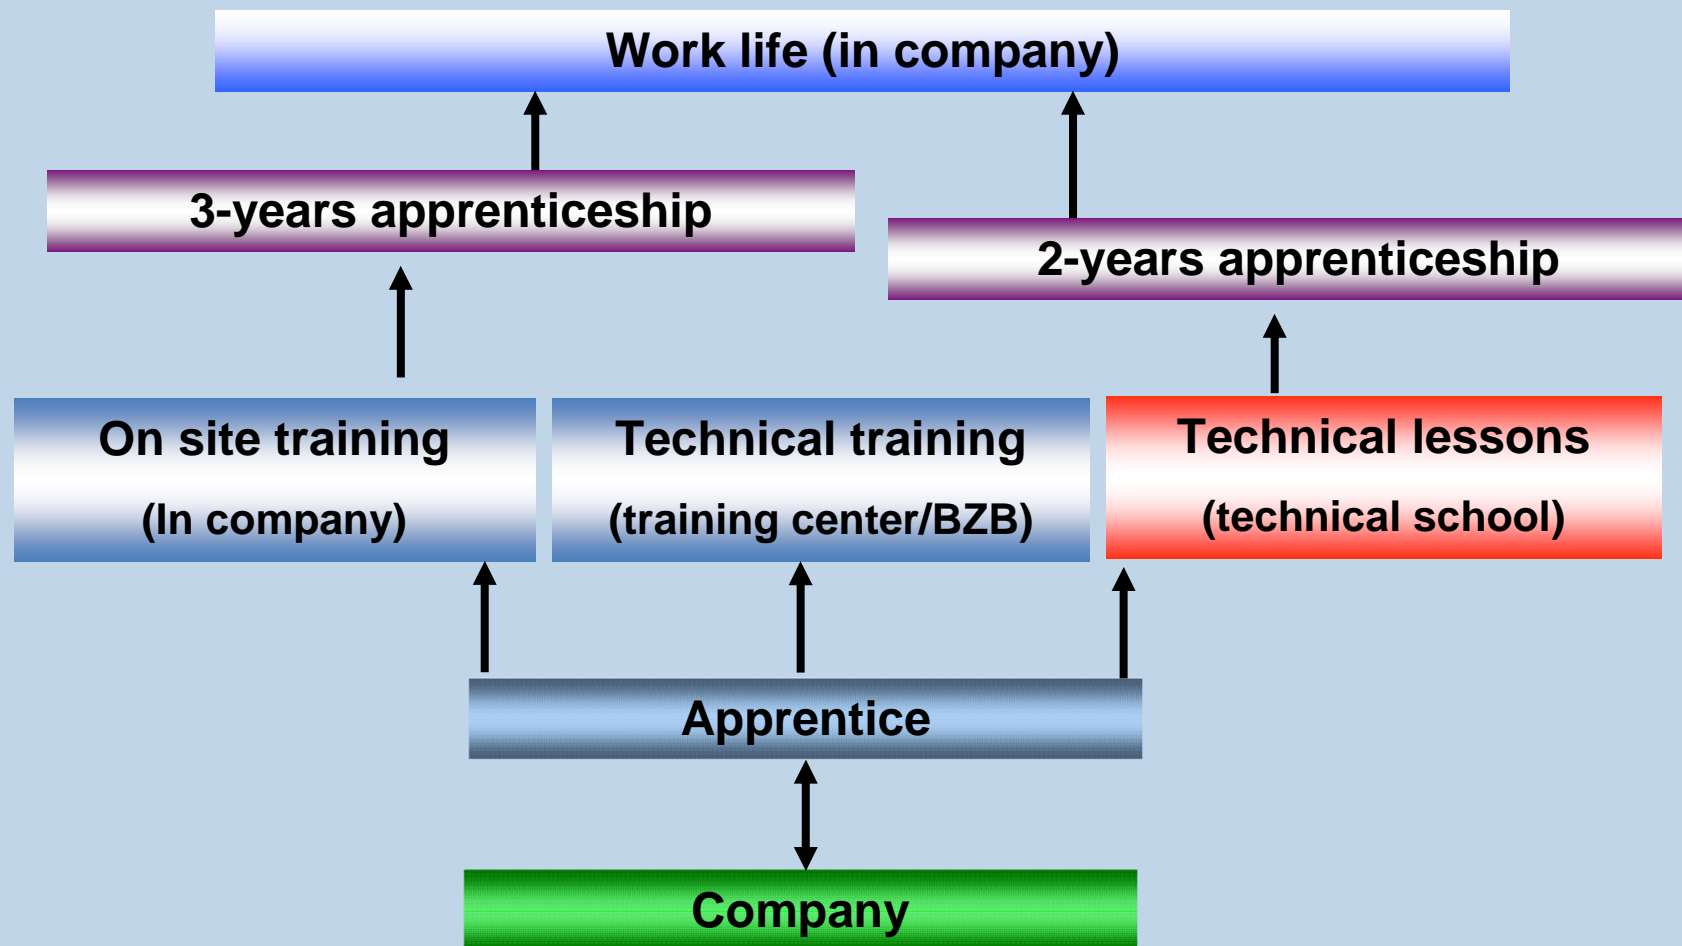 Work life (in company)
3-years apprenticeship
2-years apprenticeship
On site training
(In company)
Technical training
(training center/BZB)
Technical lessons
(technical school)
Apprentice
Company